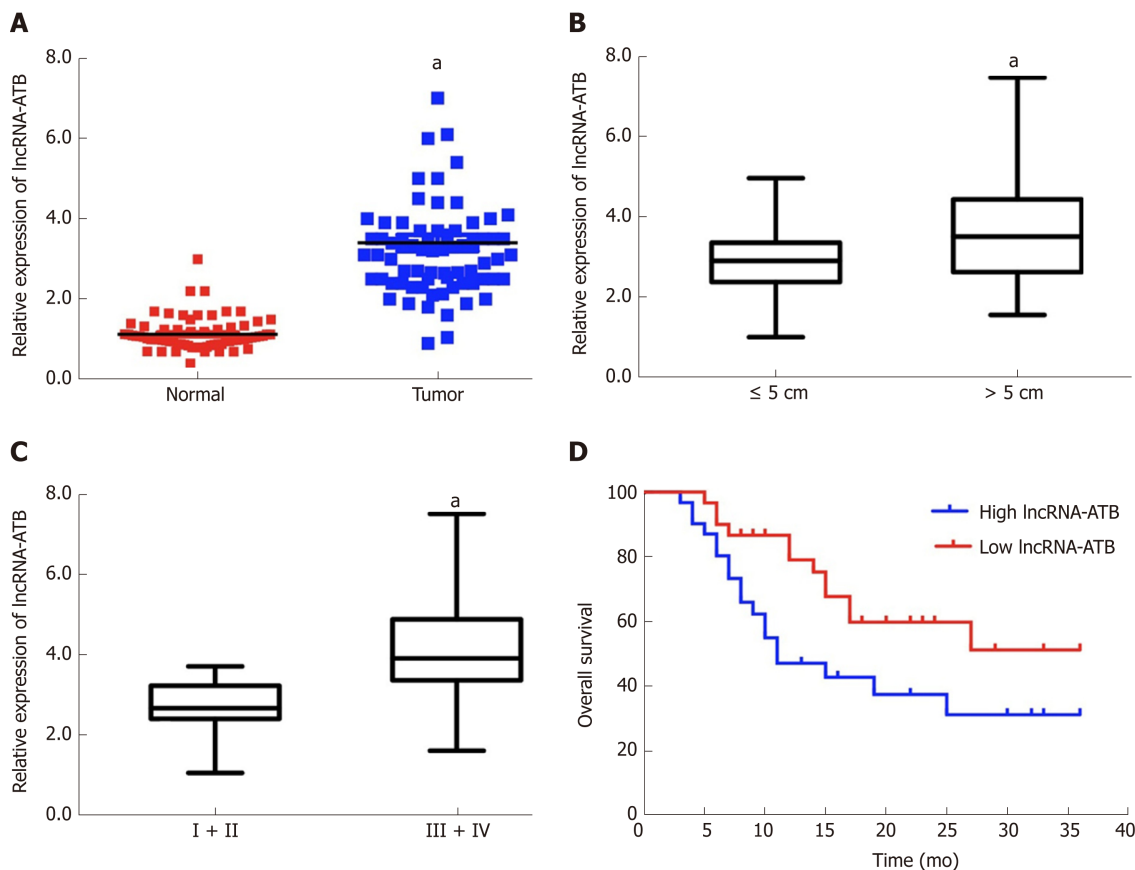 A
Relative expression of lncRNA-ATB
8.0
6.0
4.0
2.0
0.0
a
Normal
Tumor
B
Relative expression of lncRNA-ATB
8.0
6.0
4.0
2.0
0.0
a
≤ 5 cm
> 5 cm
C
Relative expression of lncRNA-ATB
8.0
6.0
4.0
2.0
0.0
a
I + II
III + IV
D
Overall survival
100
80
60
40
20
0
High lncRNA-ATB
Low lncRNA-ATB
0
5
10
15
20
25
30
35
40
Time (mo)